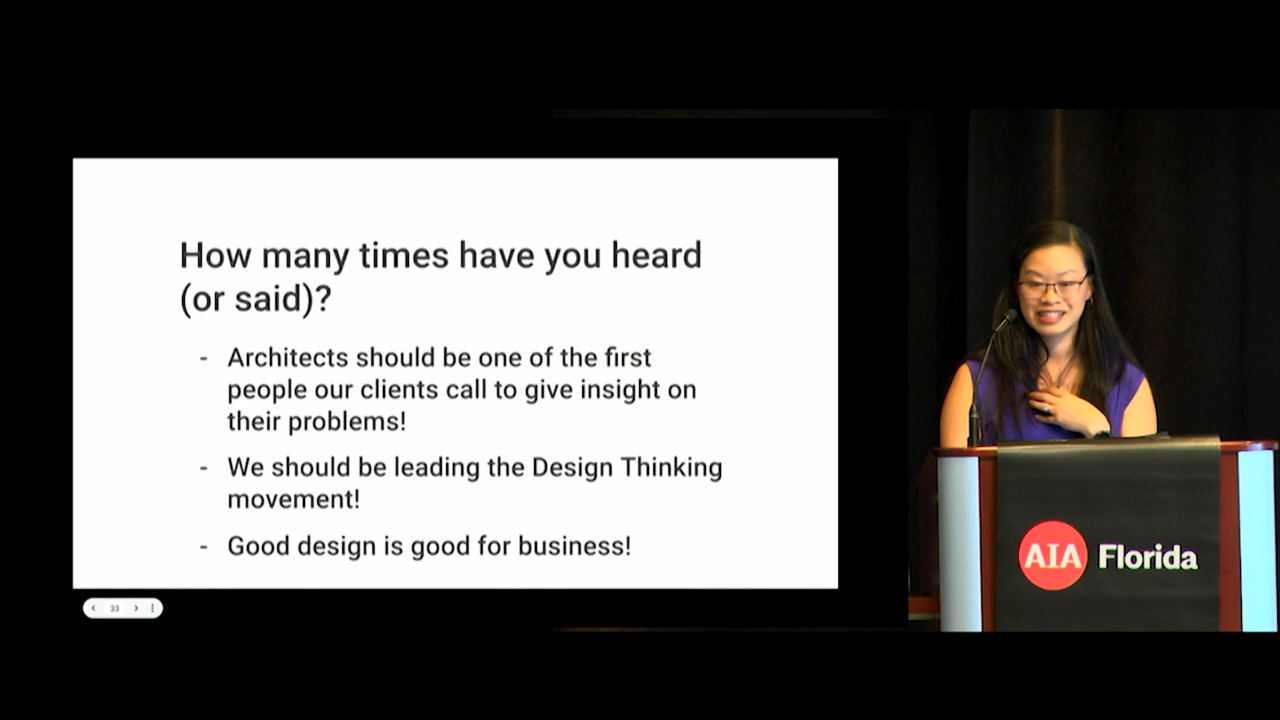 How many times have you heard
(or said)?
- Architects should be one of the first
people our clients call to give insight on
their problems!
- We should be leading the Design Thinking
movement!
- Good design is good for business!
33
AIA Florida